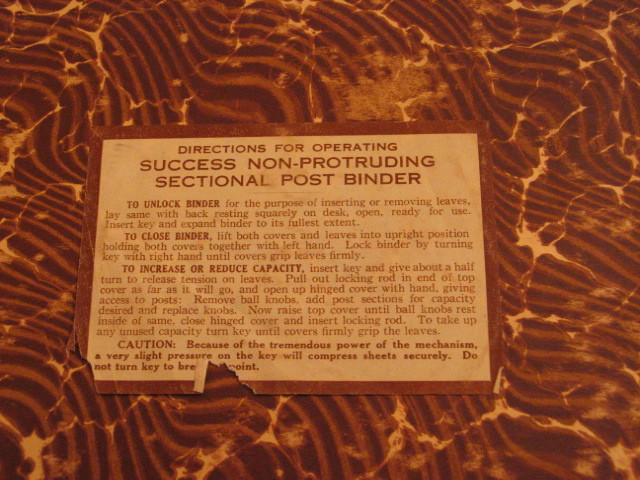 DIRECTIONS FOR OPERATING
SUCCESS NON-PROTRUDING
SECTIONAL POST BINDER
TO UNLOCK BINDER for the purpose of inserting or removing leaves,
lay same with back resting squarely on desk, open, ready for use.
Insert key and expand binder to its fullest extent.
TO CLOSE BINDER, lift both covers and leaves into upright position
holding both covers together with left hand. Lock binder by turning
key with right hand until covers grip leaves firmly.
TO INCREASE OR REDUCE CAPACITY, insert key and give about a half
turn to release tension on leaves. Pull out locking rod in end of top
cover as far as it will go, and open up hinged cover with hand, giving
access to posts: Remove ball knobs, add post sections for capacity
desired and replace knobs. Now raise top cover until ball knobs rest
inside of same, close hinged cover and insert locking rod. To take up
any unused capacity turn key until covers firmly grip the leaves.
CAUTION: Because of the tremendous power of the mechanism,
a very slight pressure on the key will compress sheets securely. Do
not turn key to point.